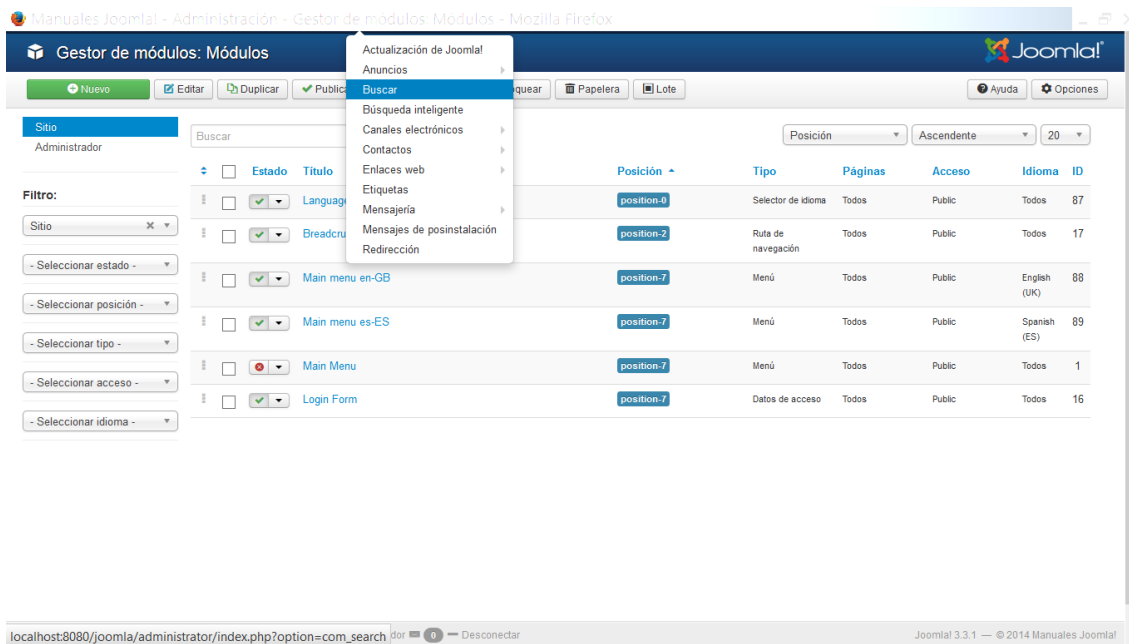 Manuales Joomla! - Administración - Gestor de módulos: Módulos - Mozilla Firefox
Gestor de módulos: Módulos
Joomla!
Actualización de Joomla!
Anuncios
Buscar
Búsqueda inteligente
Canales electrónicos
Contactos
Enlaces web
Etiquetas
Mensajería
Mensajes de posinstalación
Redirección
Nuevo Editar Duplicar Papelera Lote Ayuda Opciones
Sitio
Administrador
Buscar Posición Ascendente 20
Filtro:
Sitio
- Seleccionar estado -
- Seleccionar posición -
- Seleccionar tipo -
- Seleccionar acceso -
- Seleccionar idioma -
Estado Título Posición Tipo Páginas Acceso Idioma ID
position-0 Selector de idioma Todos Public Todos 87
position-2 Ruta de navegación Todos Public Todos 17
Main menu en-GB position-7 Menú Todos Public English (UK) 88
Main menu es-ES position-7 Menú Todos Public Spanish (ES) 89
Main Menu position-7 Menú Todos Public Todos 1
Login Form position-7 Datos de acceso Todos Public Todos 16
localhost:8080/joomla/administrator/index.php?option=com_search 0 Desconectar Joomla! 3.3.1 — © 2014 Manuales Joomla!